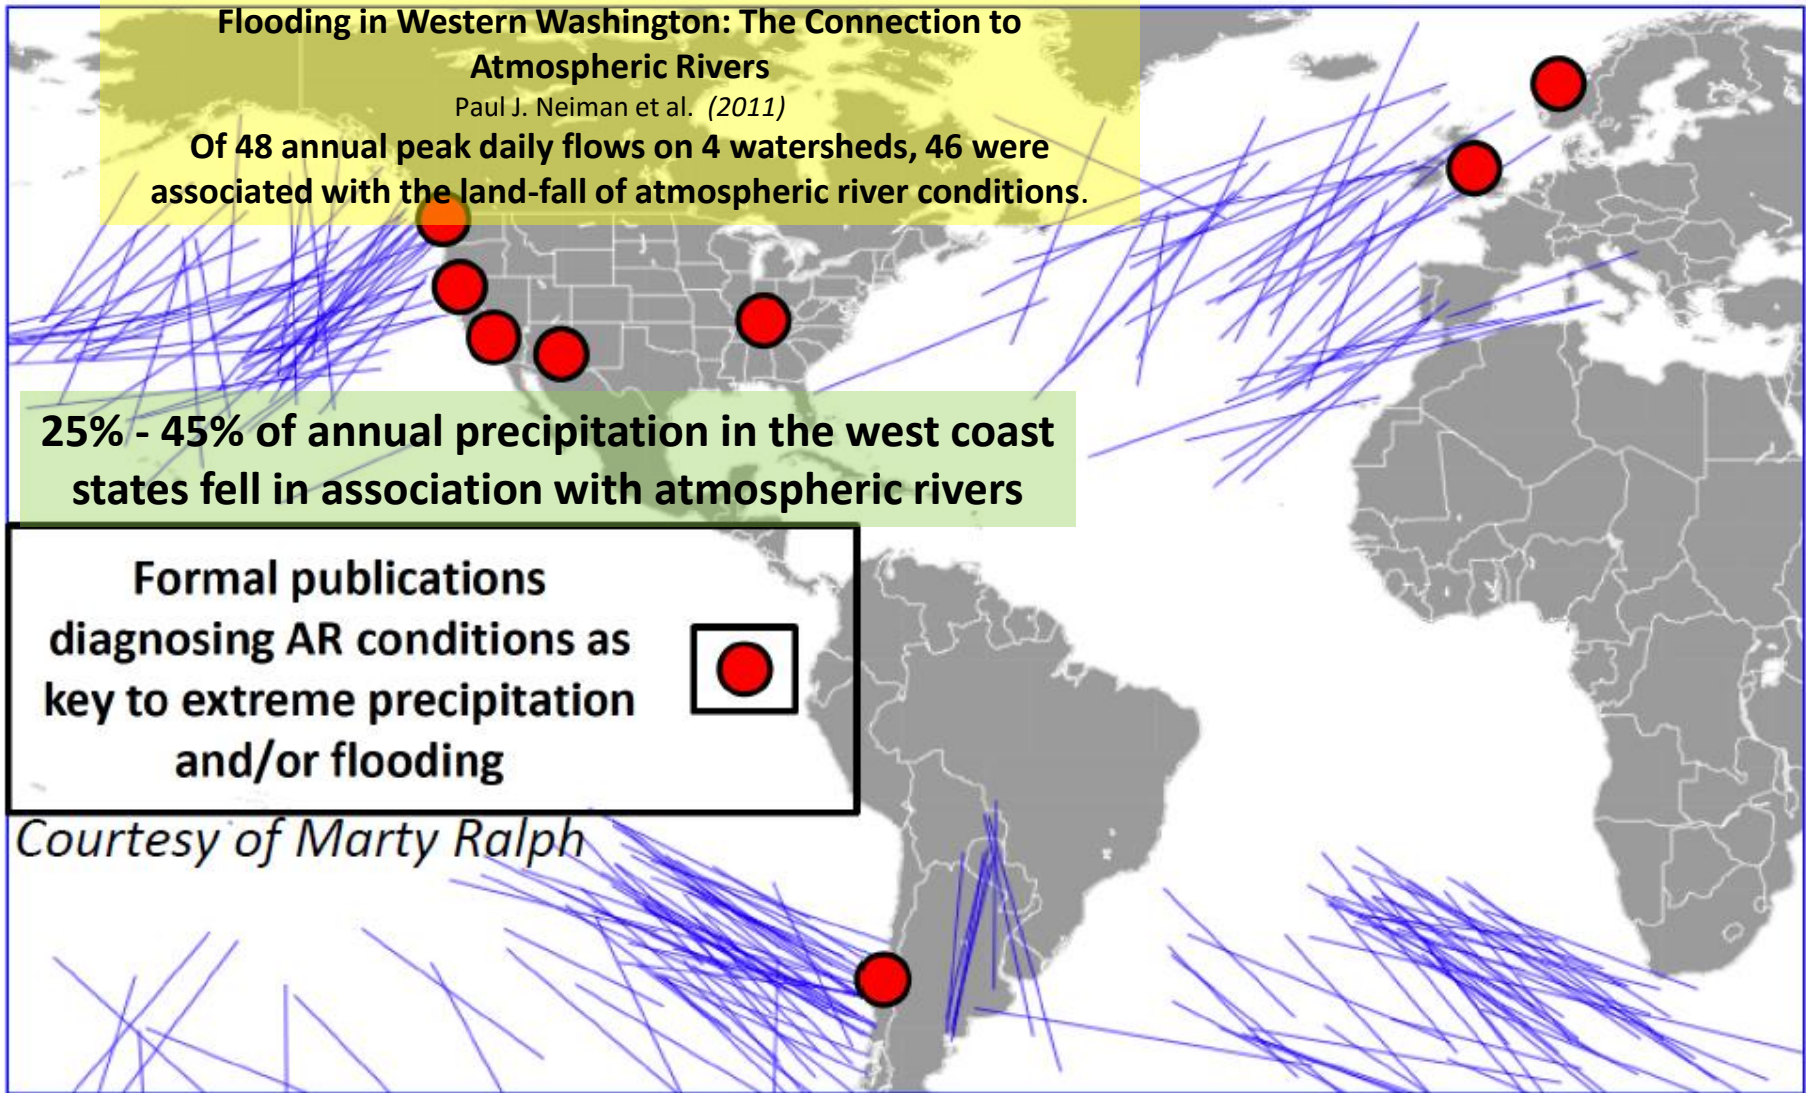 Flooding in Western Washington: The Connection to
Atmospheric Rivers
Paul J. Neiman et al. (2011)
Of 48 annual peak daily flows on 4 watersheds, 46 were
associated with the land-fall of atmospheric river conditions.
25% - 45% of annual precipitation in the west coast
states fell in association with atmospheric rivers
Formal publications
diagnosing AR conditions as
key to extreme precipitation
and/or flooding
Courtesy of Marty Ralph